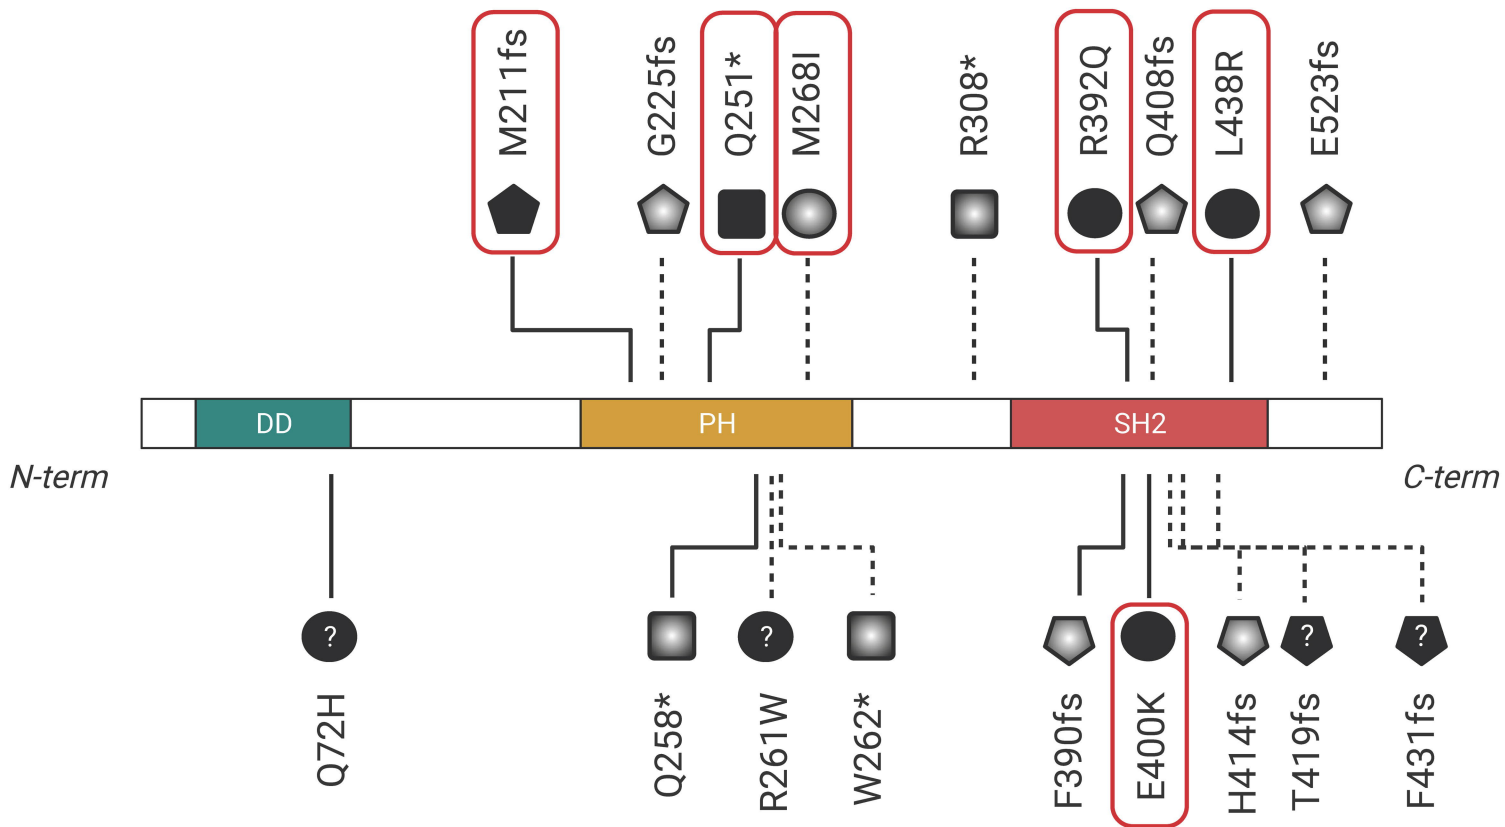 M211fs
G225fs
Q251*
M268I
R308*
R392Q
Q408fs
L438R
E523fs
DD
PH
SH2
N-term
C-term
?
?
?
?
Q72H
Q258*
R261W
W262*
F390fs
E400K
H414fs
T419fs
F431fs